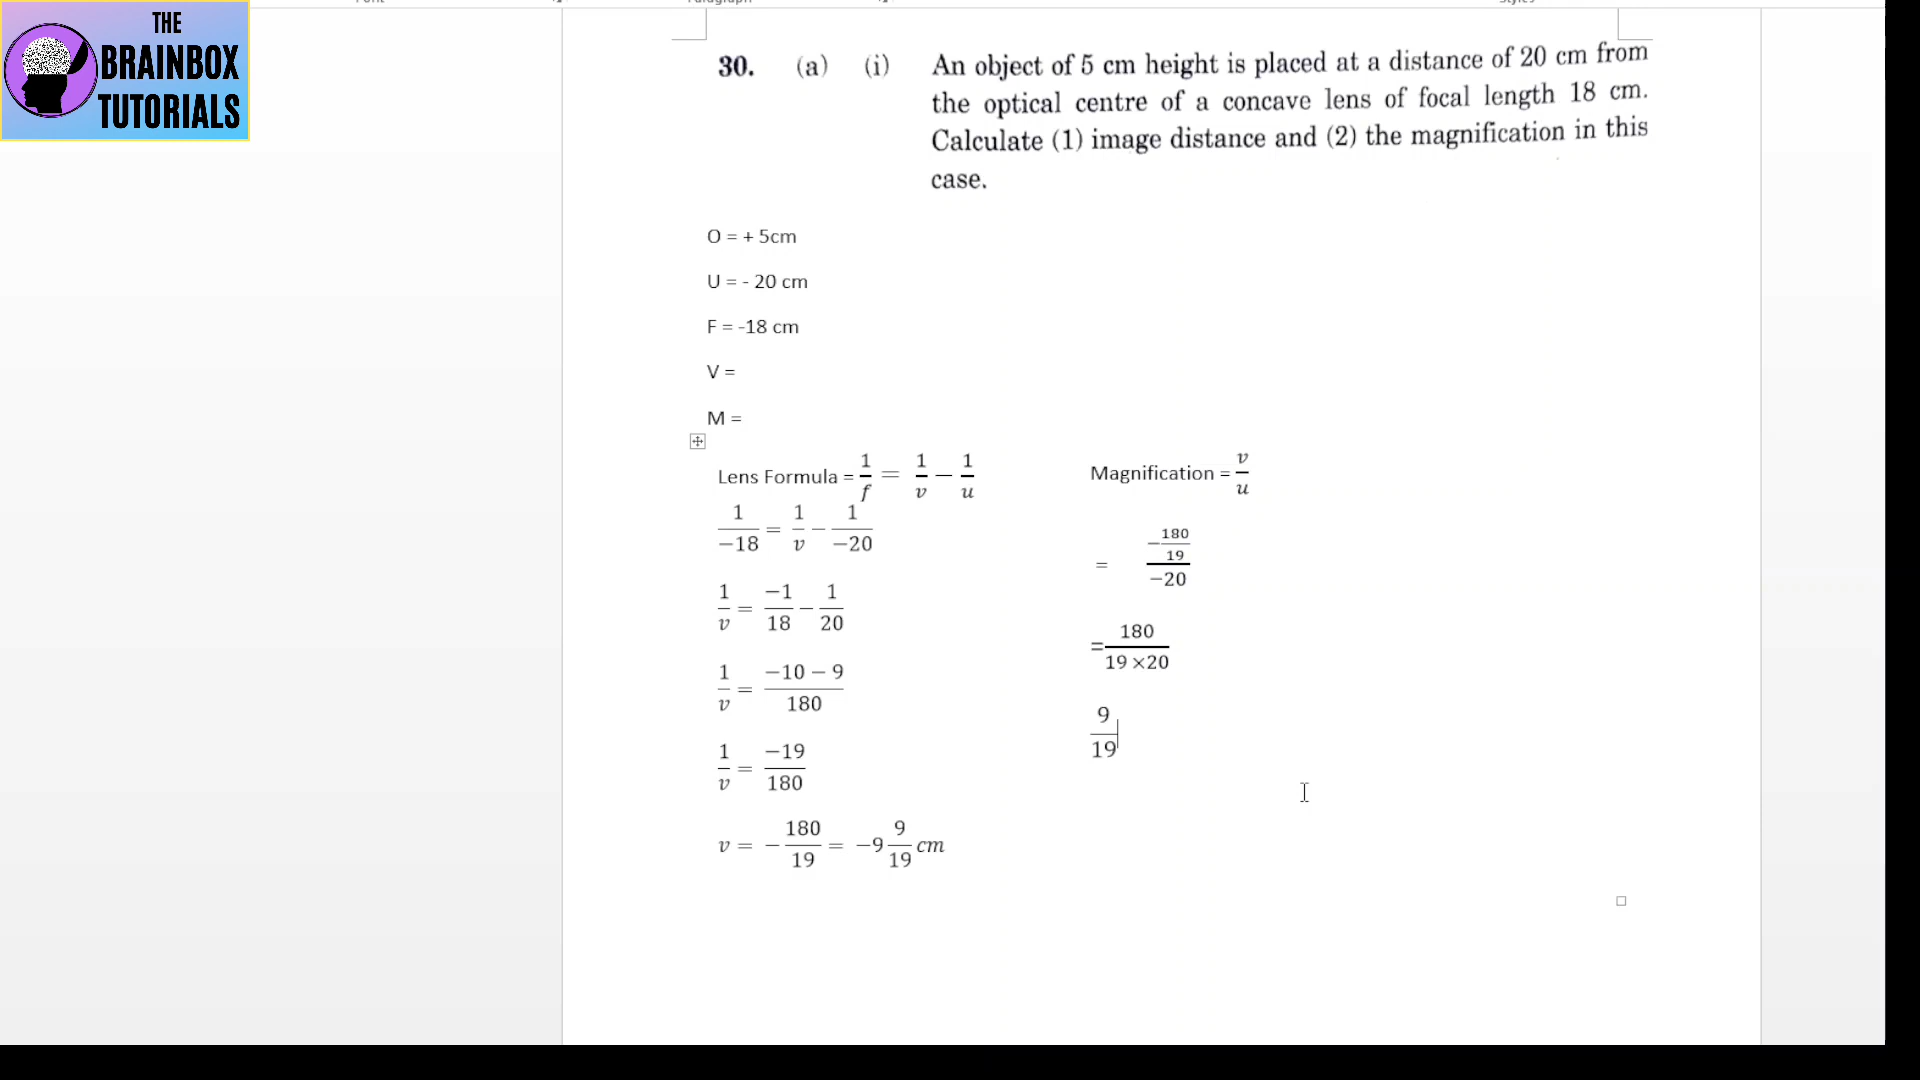 Font Paragraph Styles
THE
BRAINBOX
TUTORIALS
30. (a) (i) An object of 5 cm height is placed at a distance of 20 cm from
the optical centre of a concave lens of focal length 18 cm.
Calculate (1) image distance and (2) the magnification in this
case.
O = + 5cm
U = - 20 cm
F = -18 cm
V =
M =
Lens Formula = 1/f = 1/v − 1/u
1/−18 = 1/v − 1/−20
1/v = −1/18 − 1/20
1/v = −10 − 9/180
1/v = −19/180
v = − 180/19 = −9 9/19 cm
Magnification = v/u
= −180/19/−20
= 180/19 ×20
9/19